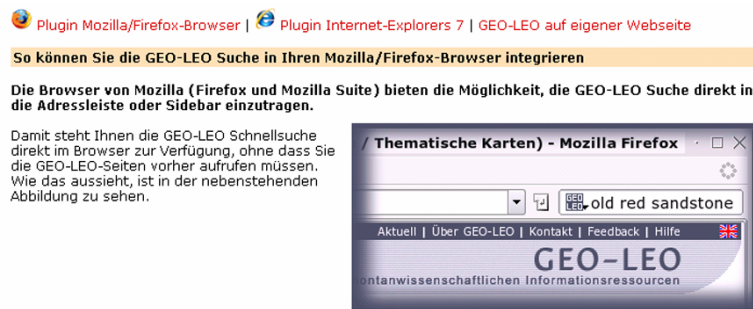 Plugin Mozilla/Firefox-Browser | Plugin Internet-Explorers 7 | GEO-LEO auf eigener Webseite
So können Sie die GEO-LEO Suche in Ihren Mozilla/Firefox-Browser integrieren
Die Browser von Mozilla (Firefox und Mozilla Suite) bieten die Möglichkeit, die GEO-LEO Suche direkt in
die Adressleiste oder Sidebar einzutragen.
Damit steht Ihnen die GEO-LEO Schnellsuche
direkt im Browser zur Verfügung, ohne dass Sie
die GEO-LEO-Seiten vorher aufrufen müssen.
Wie das aussieht, ist in der nebenstehenden
Abbildung zu sehen.
/ Thematische Karten) - Mozilla Firefox
GEO LEO old red sandstone
Aktuell | Über GEO-LEO | Kontakt | Feedback | Hilfe
GEO-LEO
ontanwissenschaftlichen Informationsressourcen